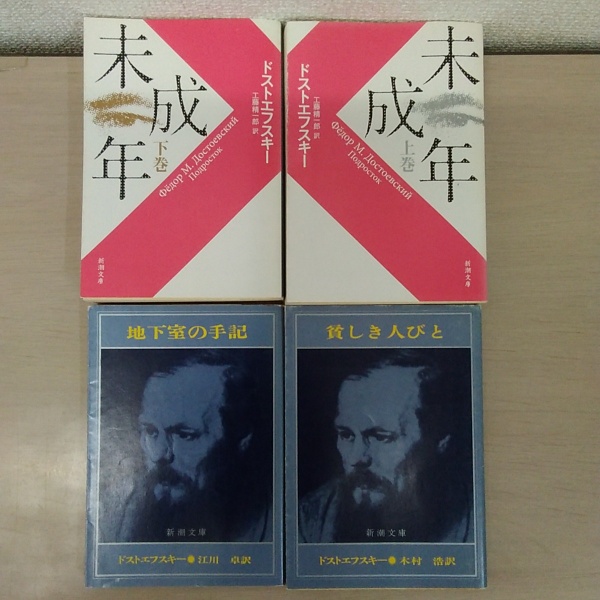 未成年
下巻
ドストエフスキー
工藤精一郎 訳
Фёдор М. Достоевский
Подросток
新潮文庫
未成年
上巻
ドストエフスキー
工藤精一郎 訳
Фёдор М. Достоевский
Подросток
新潮文庫
地下室の手記
新潮文庫
ドストエフスキー●江川 卓訳
貧しき人びと
新潮文庫
ドストエフスキー●木村 浩訳